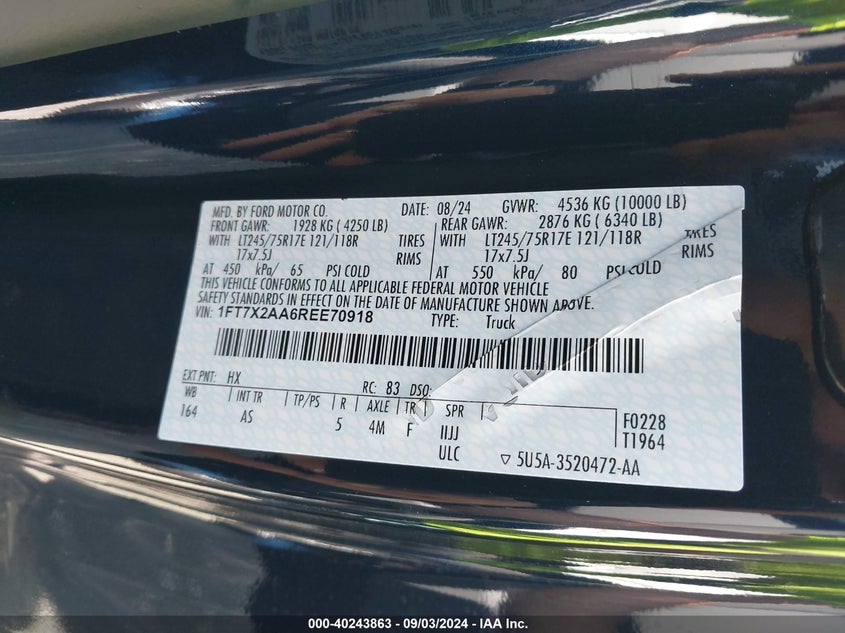 MFD. BY FORD MOTOR CO. DATE: 08/24 GVWR: 4536 KG (10000 LB)
FRONT GAWR: 1928 KG ( 4250 LB) REAR GAWR: 2876 KG ( 6340 LB)
WITH LT245/75R17E 121/118R TIRES WITH LT245/75R17E 121/118R TIRES
17x7.5J RIMS 17x7.5J RIMS
AT 450 kPa/ 65 PSI COLD AT 550 kPa/ 80 PSI COLD
THIS VEHICLE CONFORMS TO ALL APPLICABLE FEDERAL MOTOR VEHICLE
SAFETY STANDARDS IN EFFECT ON THE DATE OF MANUFACTURE SHOWN ABOVE.
VIN: 1FT7X2AA6REE70918 TYPE: Truck
EXT PNT: HX RC: 83 DSO:
WB INT TR TP/PS R AXLE TR SPR
164 AS 5 4M F IIJJ
ULC
F0228
T1964
▽ 5U5A-3520472-AA
000-40243863 - 09/03/2024 - IAA Inc.